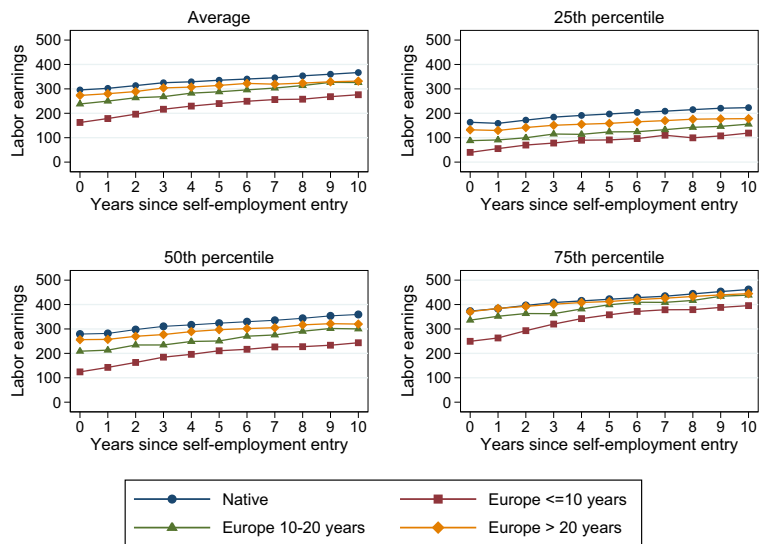 Average
Labor earnings
500
400
300
200
100
0
0 1 2 3 4 5 6 7 8 9 10
Years since self-employment entry
25th percentile
Labor earnings
500
400
300
200
100
0
0 1 2 3 4 5 6 7 8 9 10
Years since self-employment entry
50th percentile
Labor earnings
500
400
300
200
100
0
0 1 2 3 4 5 6 7 8 9 10
Years since self-employment entry
75th percentile
Labor earnings
500
400
300
200
100
0
0 1 2 3 4 5 6 7 8 9 10
Years since self-employment entry
Native
Europe <=10 years
Europe 10-20 years
Europe > 20 years